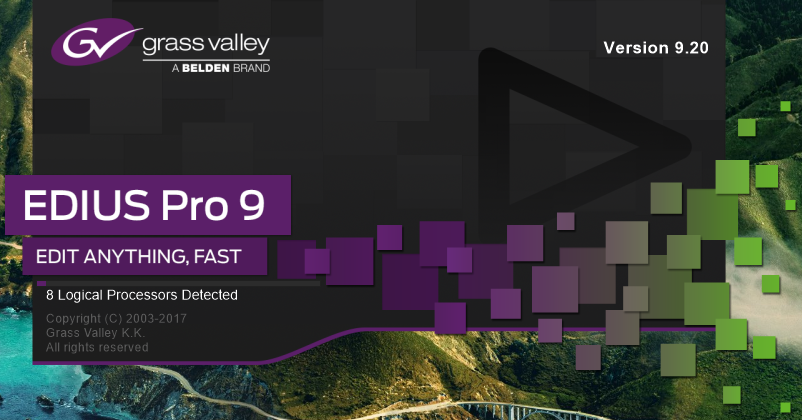 GV grass valley
A BELDEN BRAND
Version 9.20
EDIUS Pro 9
EDIT ANYTHING, FAST
8 Logical Processors Detected
Copyright (C) 2003-2017
Grass Valley K.K.
All rights reserved